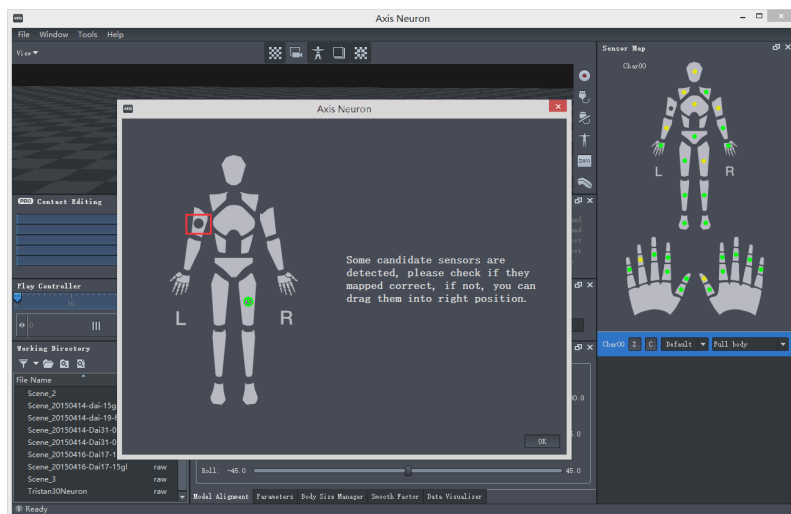 Axis Neuron
File Window Tools Help
View
Sensor Map
Char00
L R
Axis Neuron
Some candidate sensors are
detected, please check if they
mapped correct, if not, you can
drag them into right position.
L R
OK
PRO Contact Editing
Play Controller
10
0
Working Directory
File Name
Scene_2
Scene_20150414-dai-15g
Scene_20150414-dai-19-f
Scene_20150414-Dai31-0
Scene_20150414-Dai31-0
Scene_20150416-Dai17-1
Scene_20150416-Dai17-15gl raw
Scene_3 raw
Tristan30Neuron raw
Char00 Z C Default Full body
Roll: -45.0 45.0
Model Alignment Parameters Body Size Manager Smooth Factor Data Visualizer
Ready